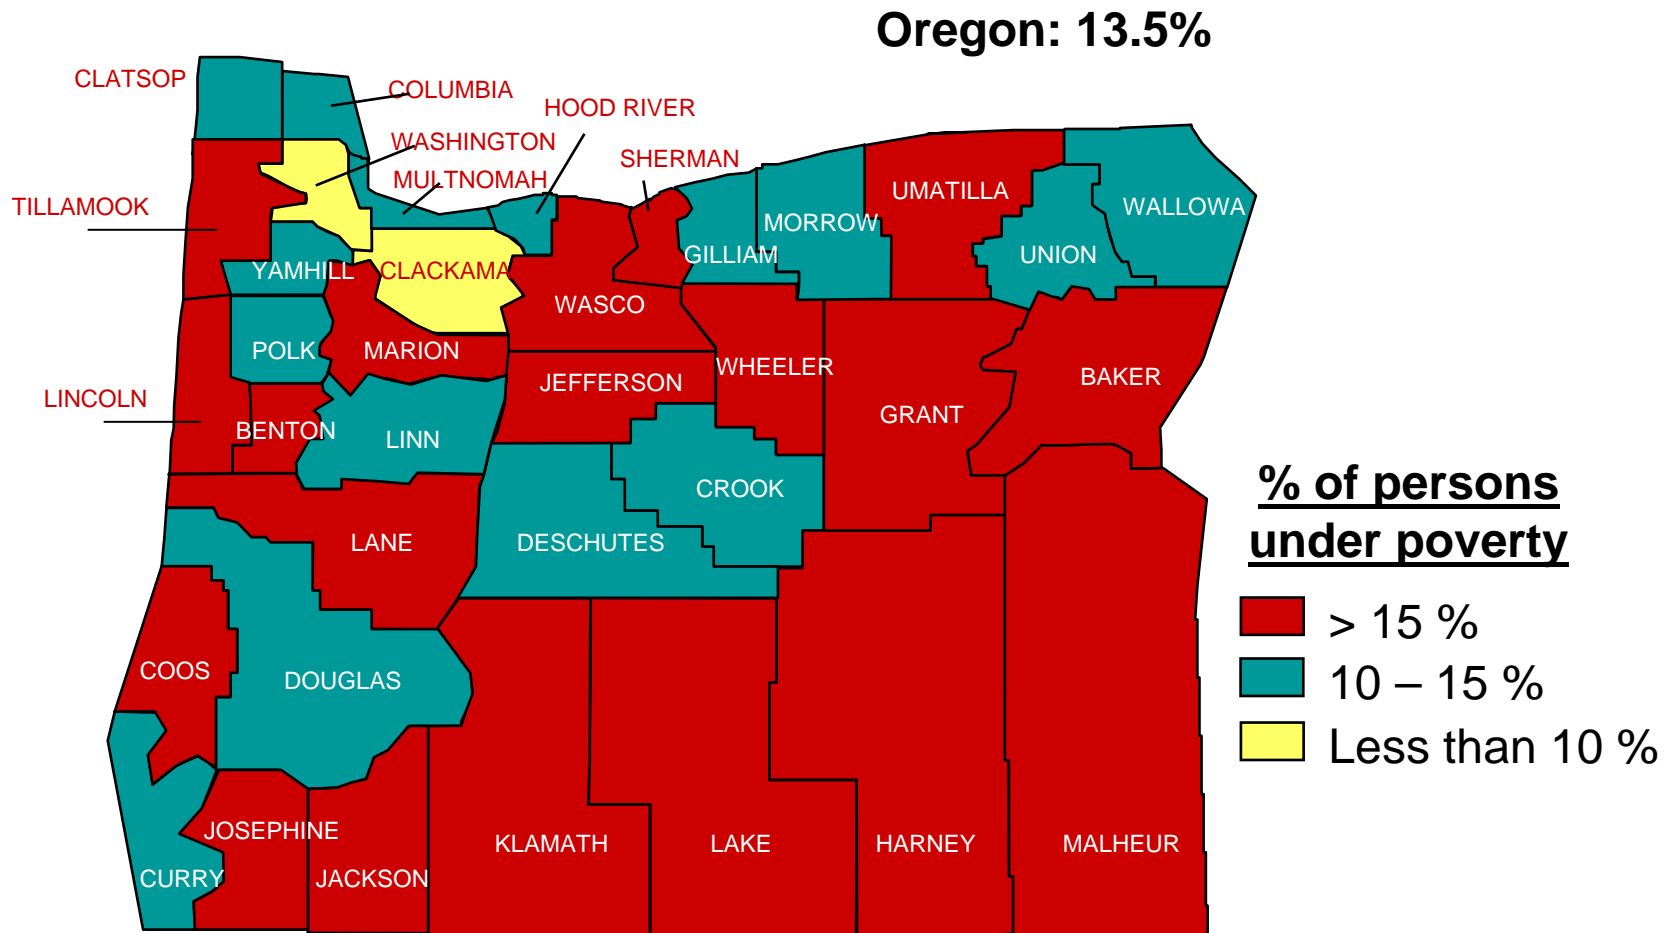 Oregon: 13.5%
CLATSOP
COLUMBIA
HOOD RIVER
WASHINGTON
SHERMAN
MULTNOMAH
UMATILLA
TILLAMOOK
WALLOWA
MORROW
UNION
GILLIAM
YAMHILL
CLACKAMA
WASCO
POLK
MARION
WHEELER
JEFFERSON
BAKER
LINCOLN
GRANT
BENTON
LINN
CROOK
LANE
DESCHUTES
COOS
DOUGLAS
JOSEPHINE
KLAMATH
LAKE
HARNEY
MALHEUR
CURRY
JACKSON
% of persons
under poverty
> 15 %
10 – 15 %
Less than 10 %